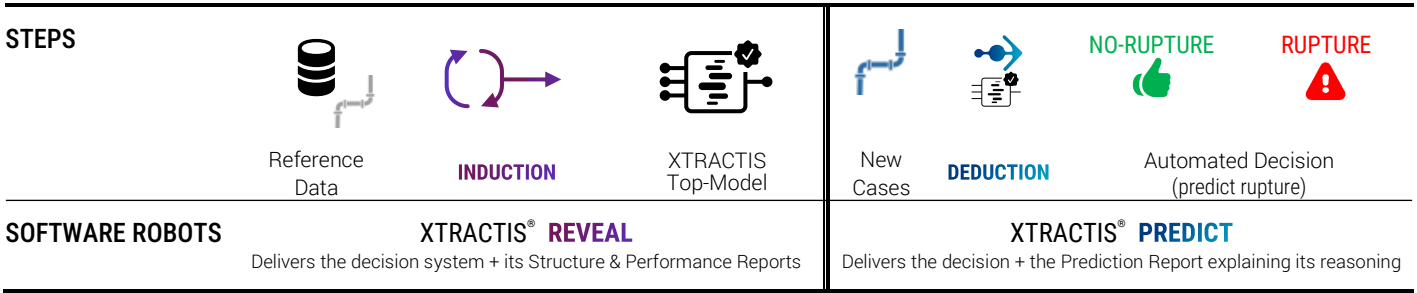 STEPS
NO-RUPTURE
RUPTURE
Reference
Data
INDUCTION
XTRACTIS
Top-Model
New
Cases
DEDUCTION
Automated Decision
(predict rupture)
SOFTWARE ROBOTS
XTRACTIS® REVEAL
Delivers the decision system + its Structure & Performance Reports
XTRACTIS® PREDICT
Delivers the decision + the Prediction Report explaining its reasoning